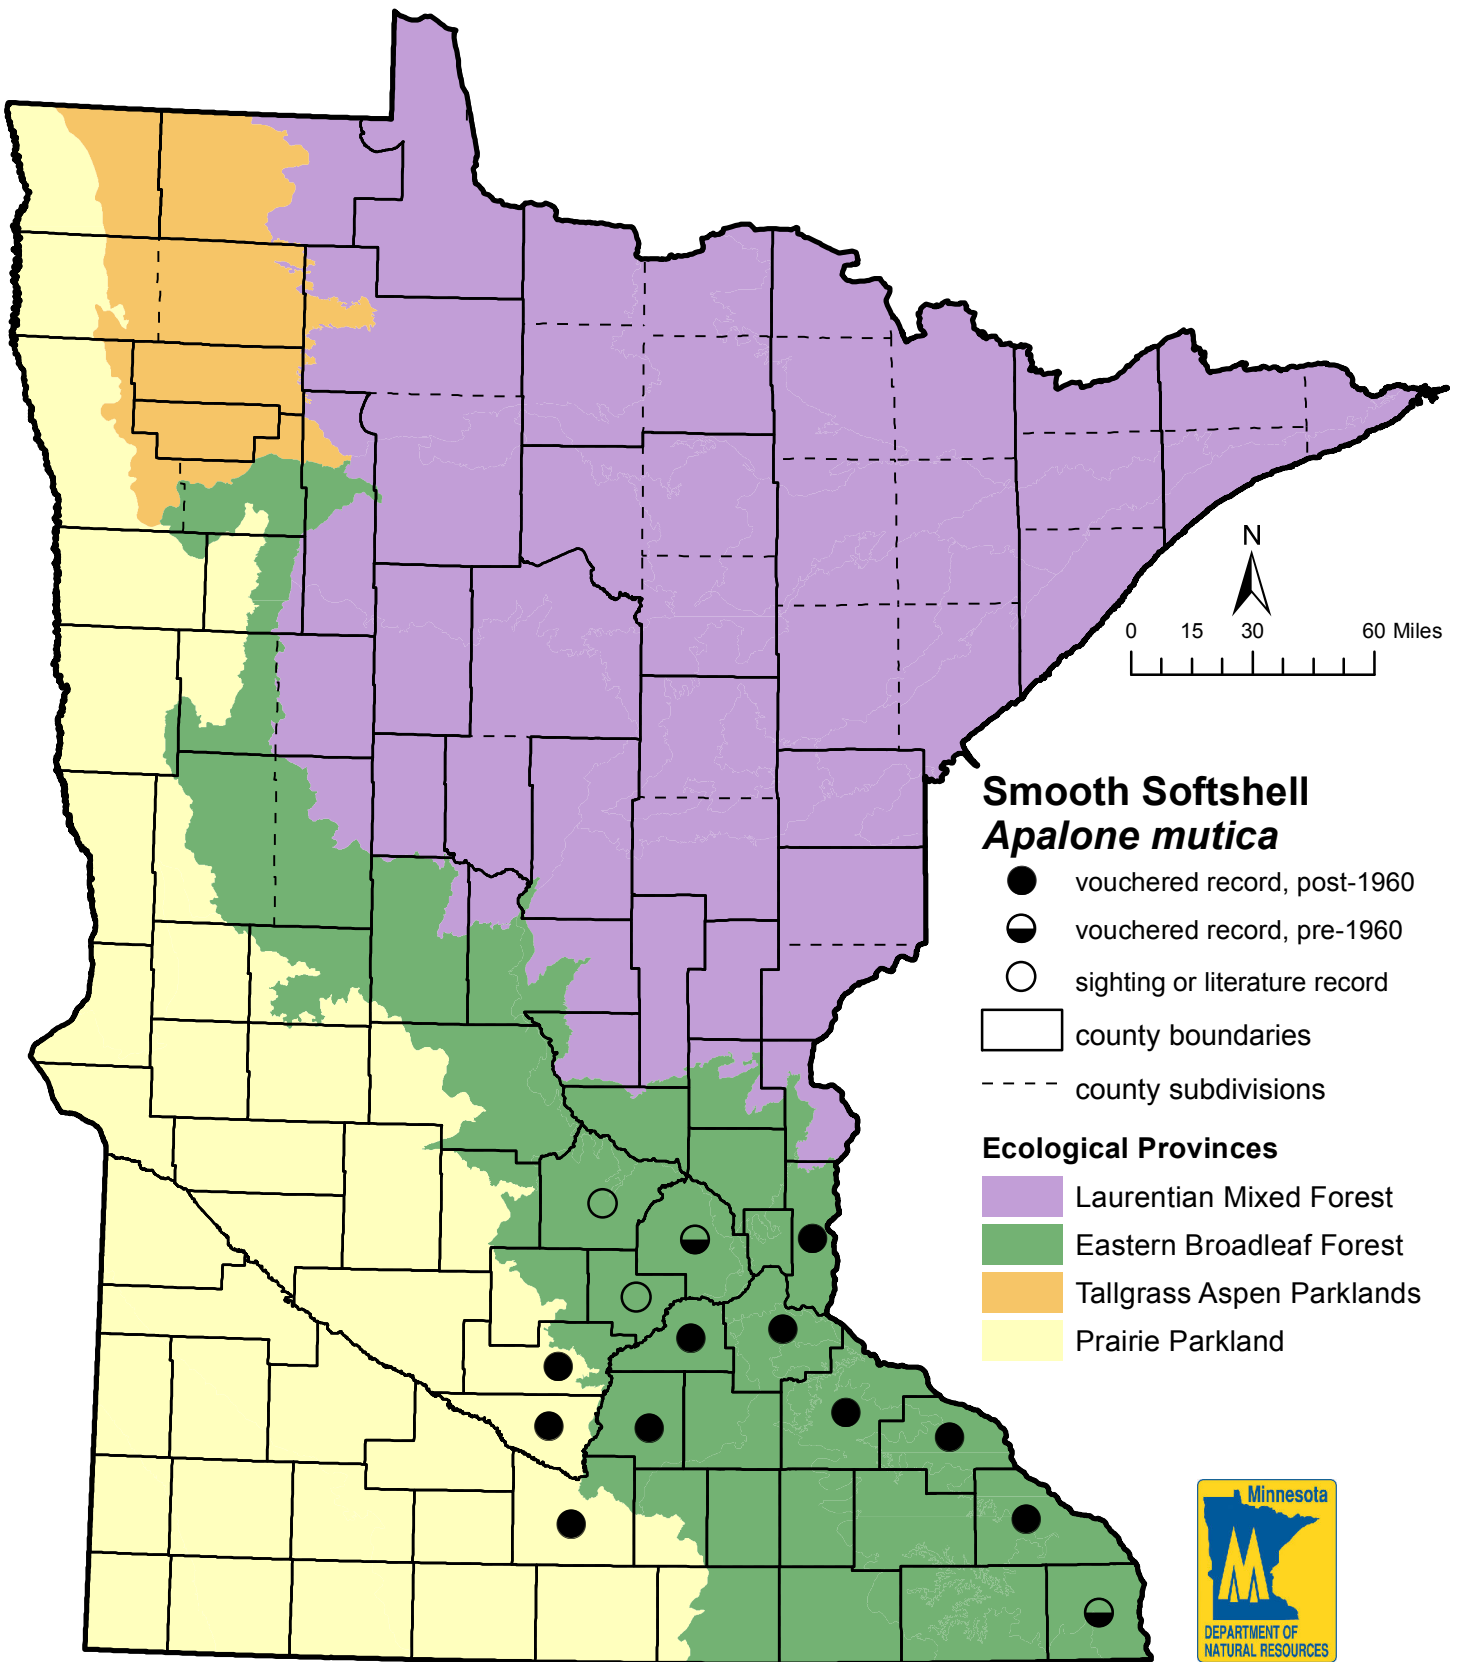 N
0 15 30 60 Miles
Smooth Softshell
Apalone mutica
vouchered record, post-1960
vouchered record, pre-1960
sighting or literature record
county boundaries
county subdivisions
Ecological Provinces
Laurentian Mixed Forest
Eastern Broadleaf Forest
Tallgrass Aspen Parklands
Prairie Parkland
Minnesota
DEPARTMENT OF
NATURAL RESOURCES